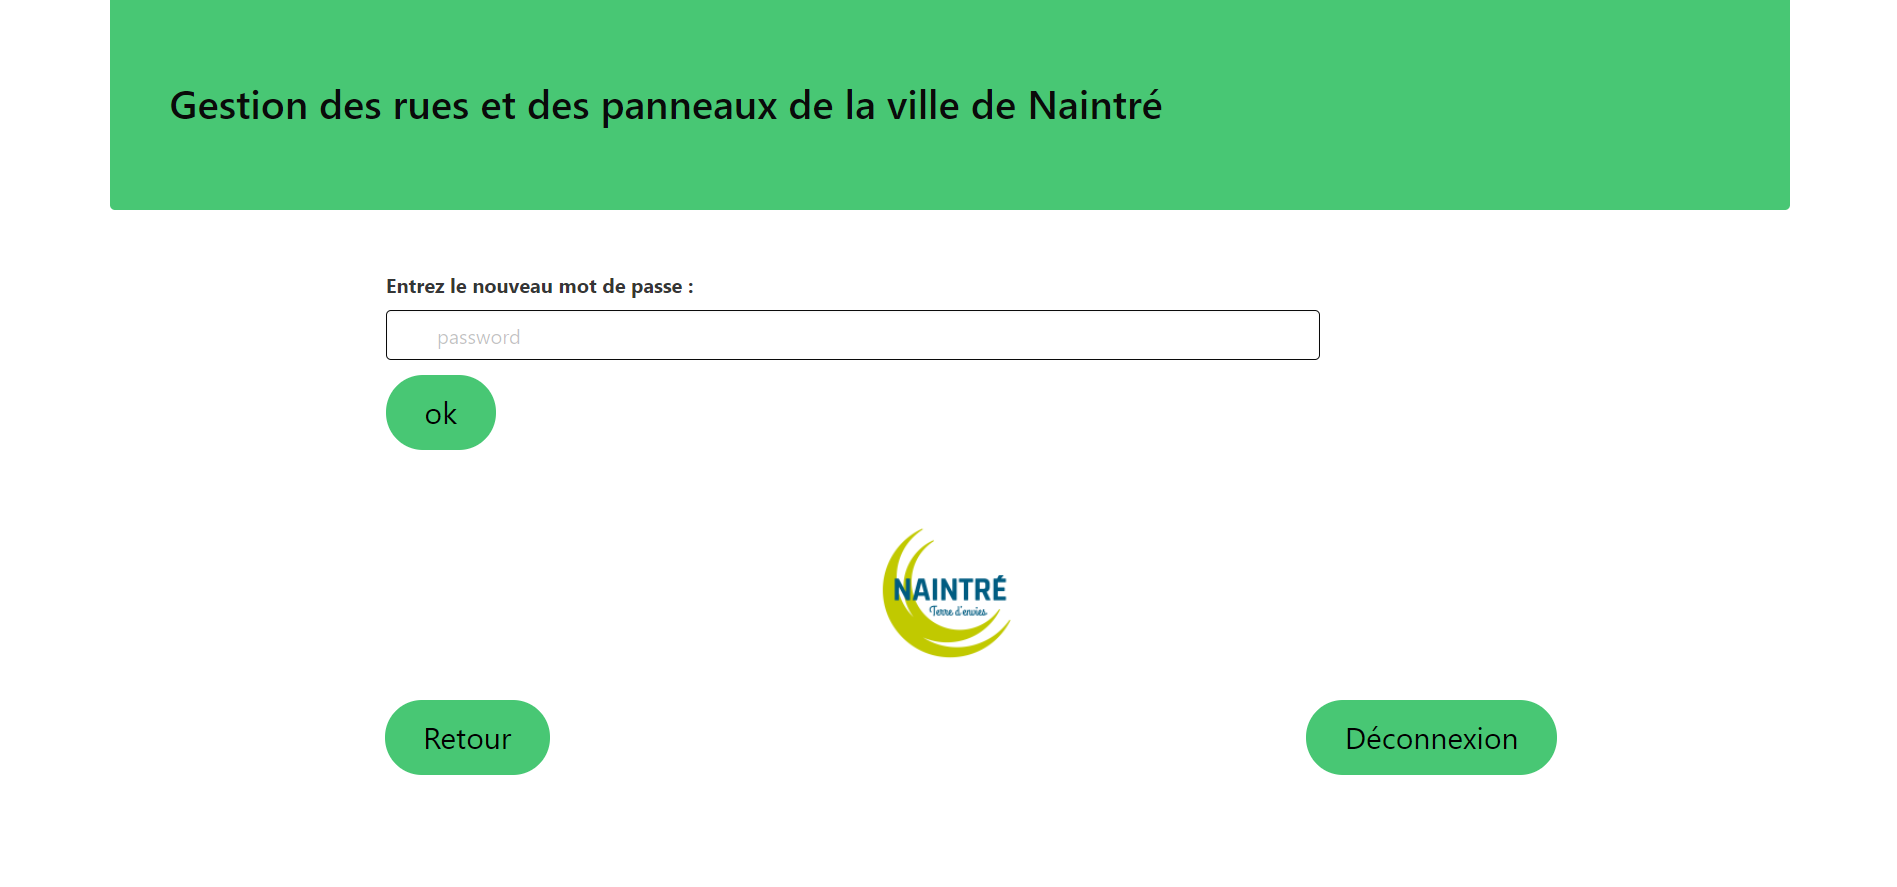 Gestion des rues et des panneaux de la ville de Naintré
Entrez le nouveau mot de passe :
password
ok
NAINTRÉ
Terre d'envies
Retour
Déconnexion